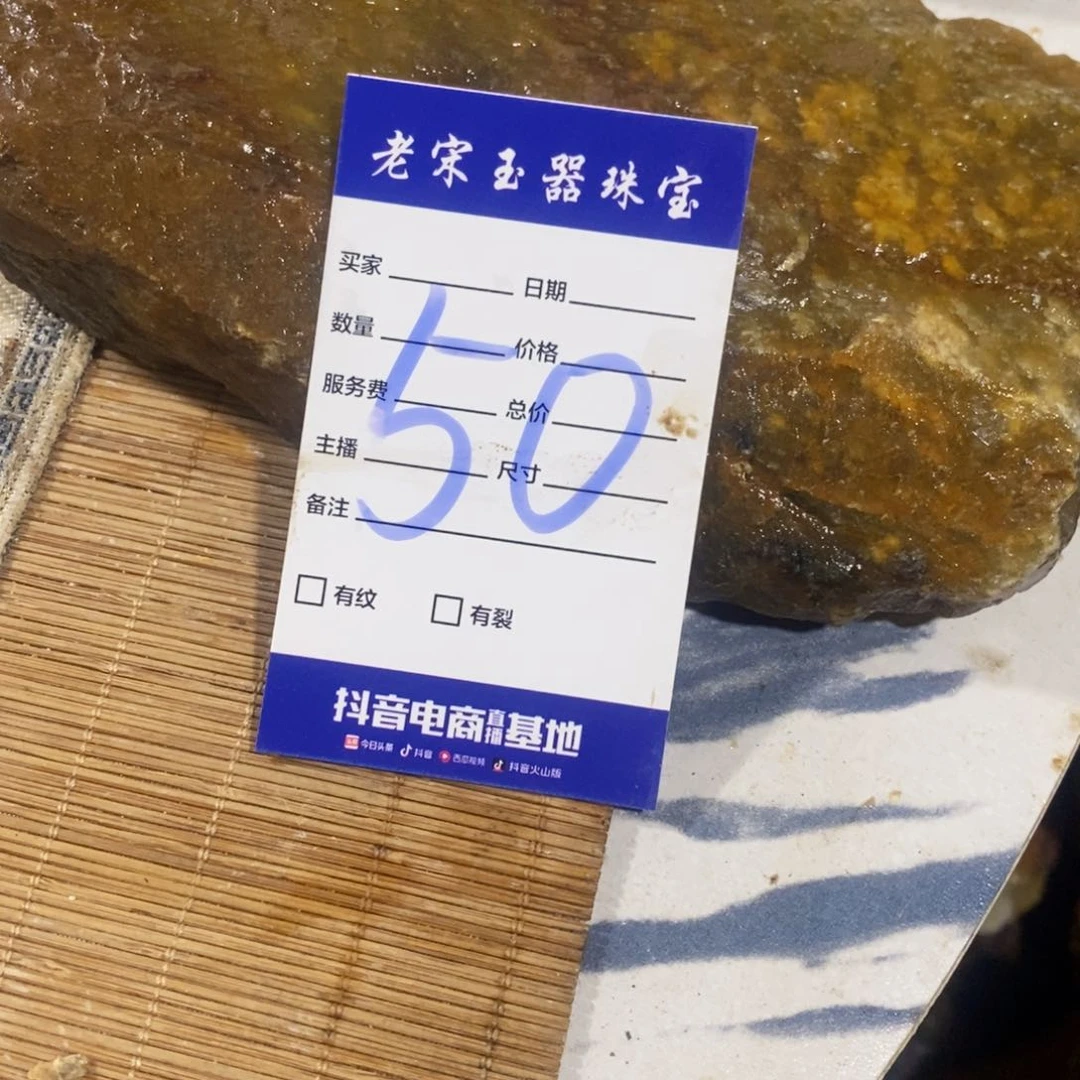 老宋玉器珠宝
买家 日期
数量 价格
服务费 总价
主播 尺寸
备注
50
有纹 有裂
抖音电商直播基地
今日头条 抖音 西瓜视频 抖音火山版